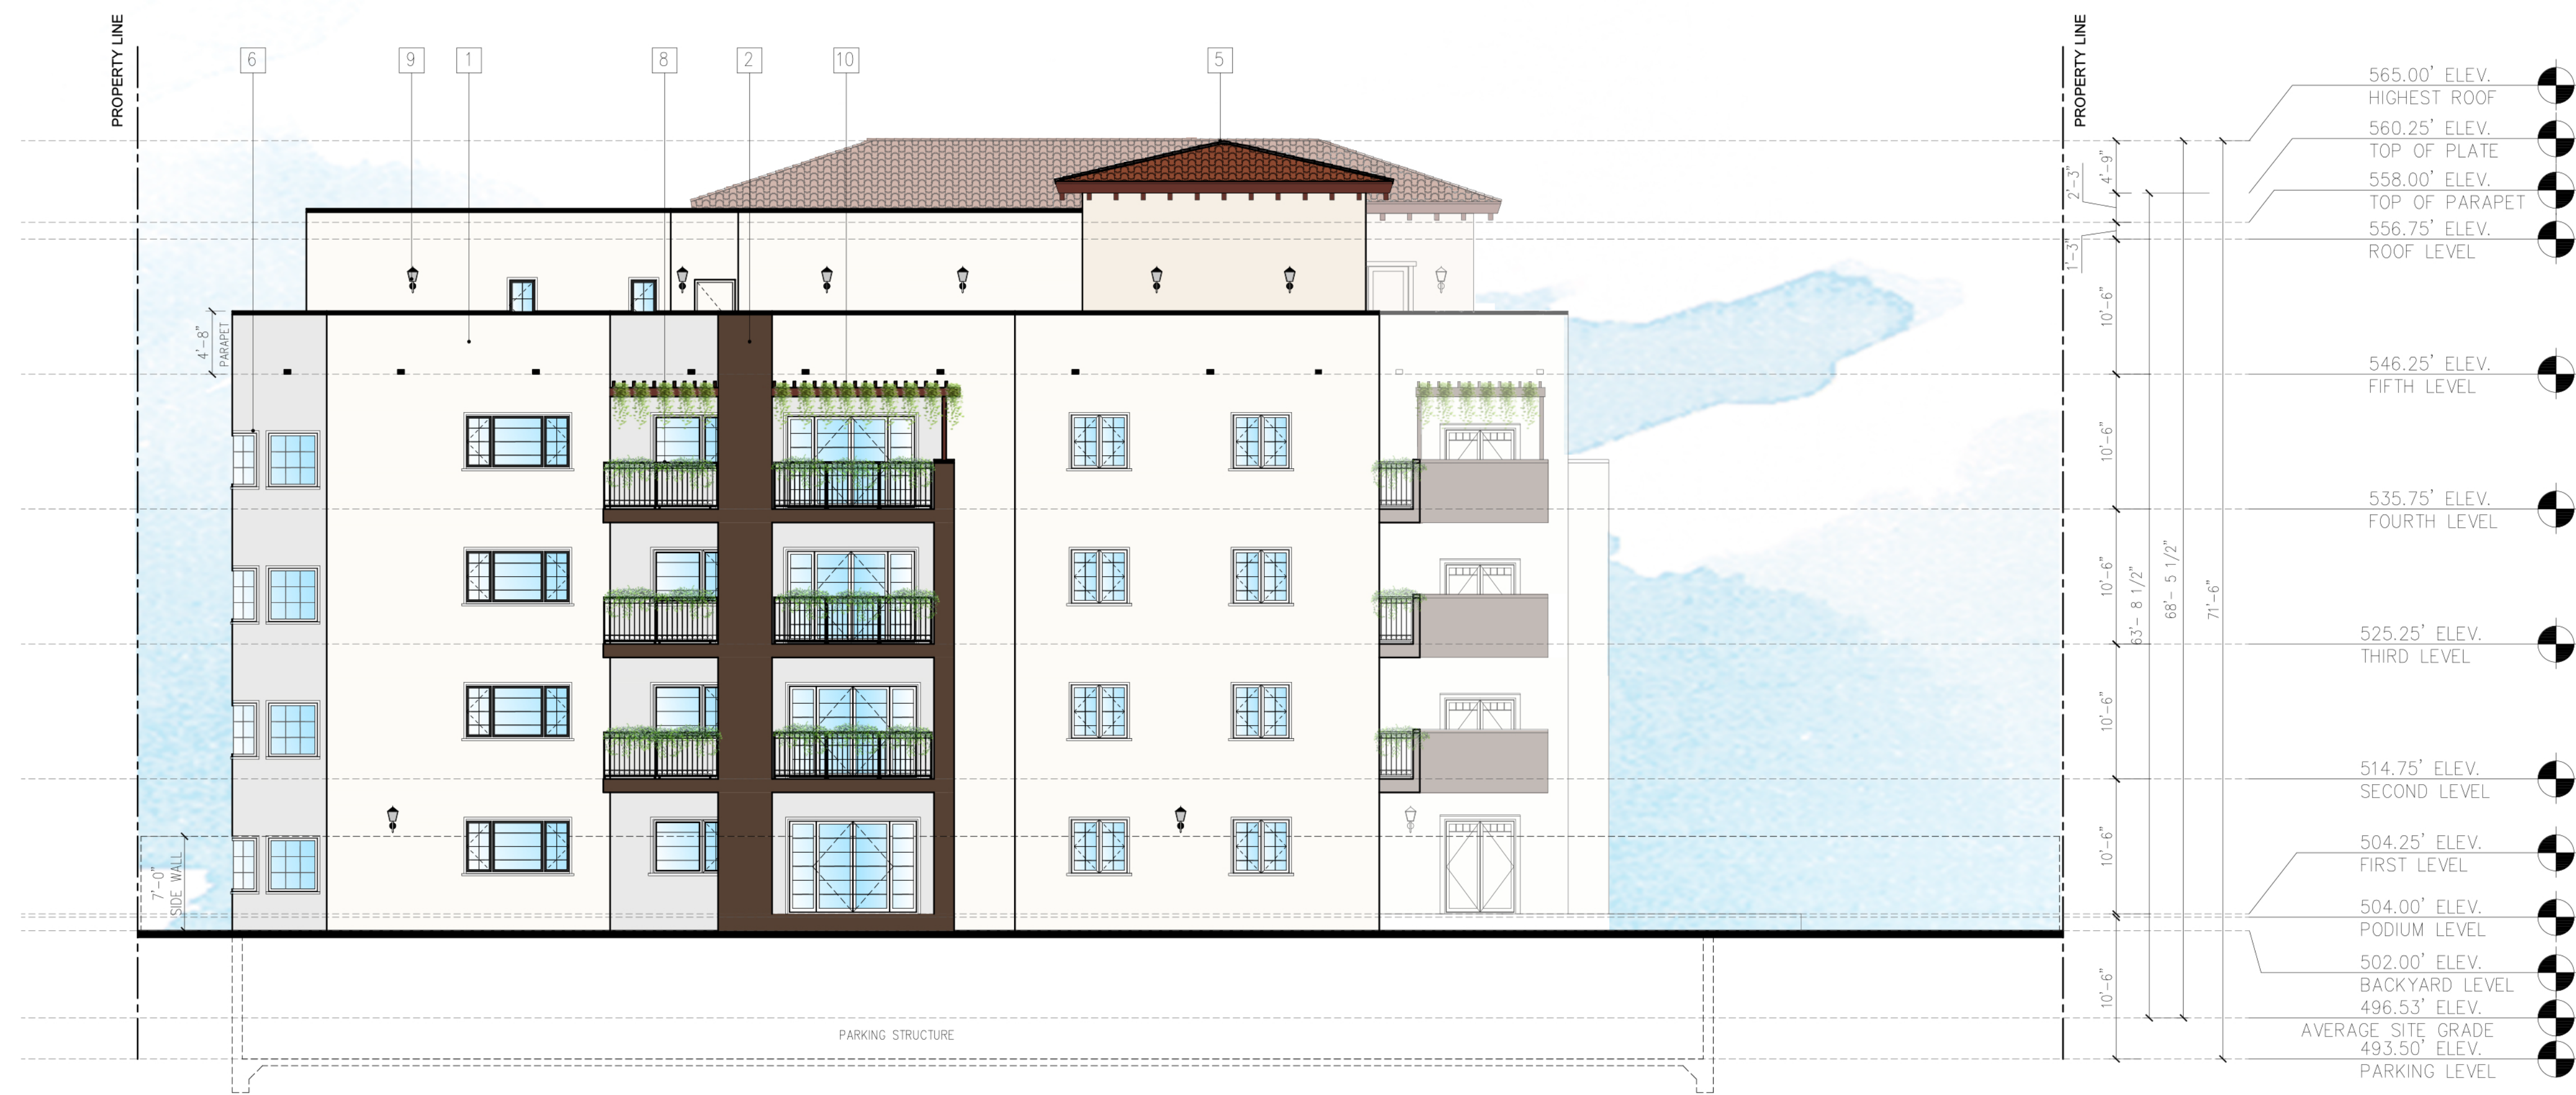 PROPERTY LINE
PROPERTY LINE
6
9
1
8
2
10
5
565.00' ELEV.
HIGHEST ROOF
560.25' ELEV.
TOP OF PLATE
558.00' ELEV.
TOP OF PARAPET
556.75' ELEV.
ROOF LEVEL
546.25' ELEV.
FIFTH LEVEL
535.75' ELEV.
FOURTH LEVEL
525.25' ELEV.
THIRD LEVEL
514.75' ELEV.
SECOND LEVEL
504.25' ELEV.
FIRST LEVEL
504.00' ELEV.
PODIUM LEVEL
502.00' ELEV.
BACKYARD LEVEL
496.53' ELEV.
AVERAGE SITE GRADE
493.50' ELEV.
PARKING LEVEL
4'-9"
2'-3"
1'-3"
10'-6"
10'-6"
10'-6"
10'-6"
10'-6"
10'-6"
63'- 8 1/2"
68'- 5 1/2"
71'-6"
4'-8"
PARAPET
7'-0"
SIDE WALL
PARKING STRUCTURE